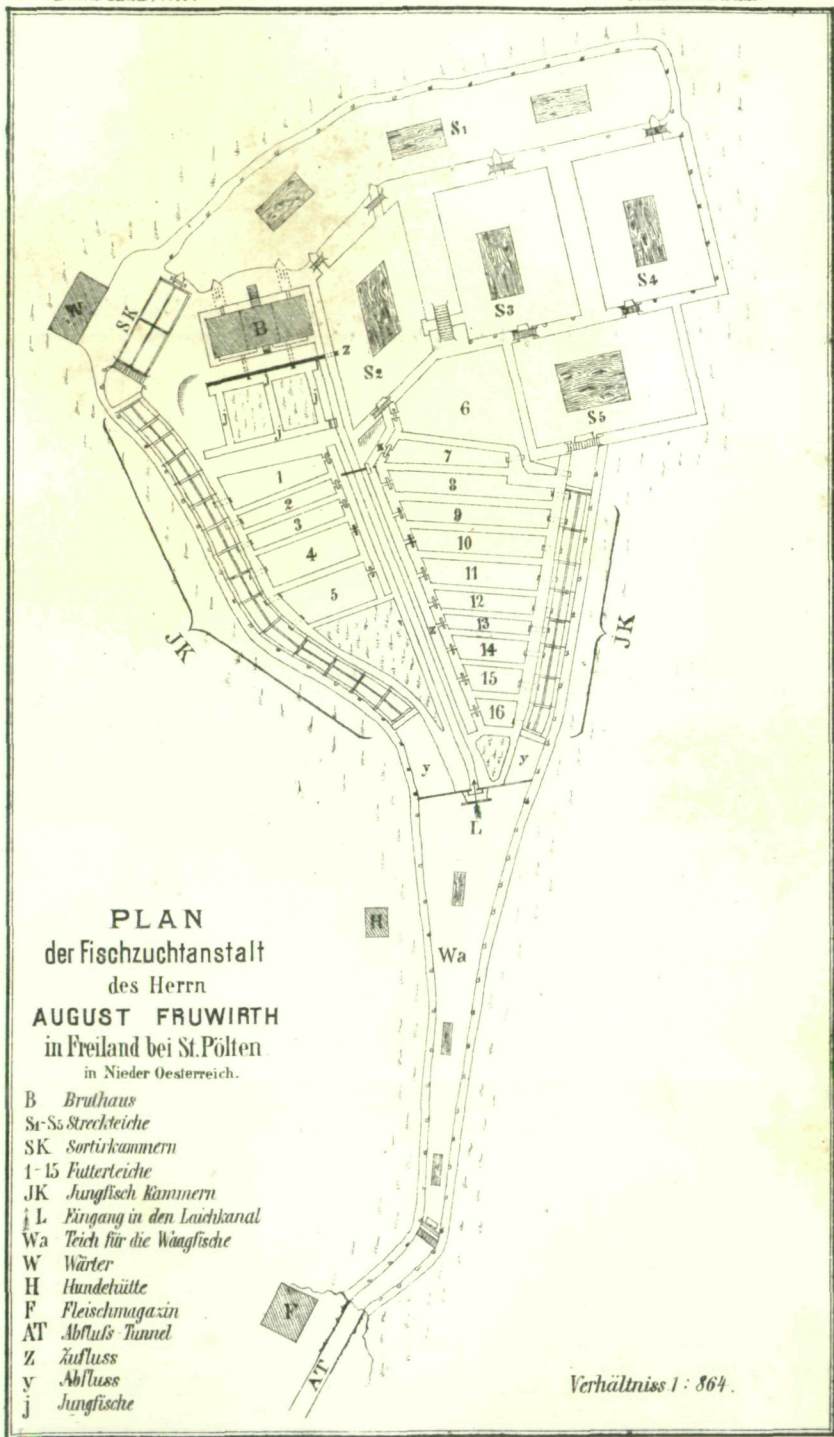 S1
S4
S3
W
SK
B
z
S2
6
S5
j
j
j
z
7
1
8
2
9
3
10
4
11
5
12
13
14
15
16
JK
JK
y
y
L
H
Wa
F
AT
PLAN
der Fischzuchtanstalt
des Herrn
AUGUST FRUWIRTH
in Freiland bei St. Pölten
in Nieder Oesterreich.
B Bruthaus
S1-S5 Streckteiche
SK Sortirkammern
1-15 Futterteiche
JK Jungfisch Kammern
L Eingang in den Laichkanal
Wa Teich für die Waagfische
W Wärter
H Hundehütte
F Fleischmagazin
AT Abfluſs Tunnel
Z Zufluss
y Abfluss
j Jungfische
Verhältniss 1 : 864.